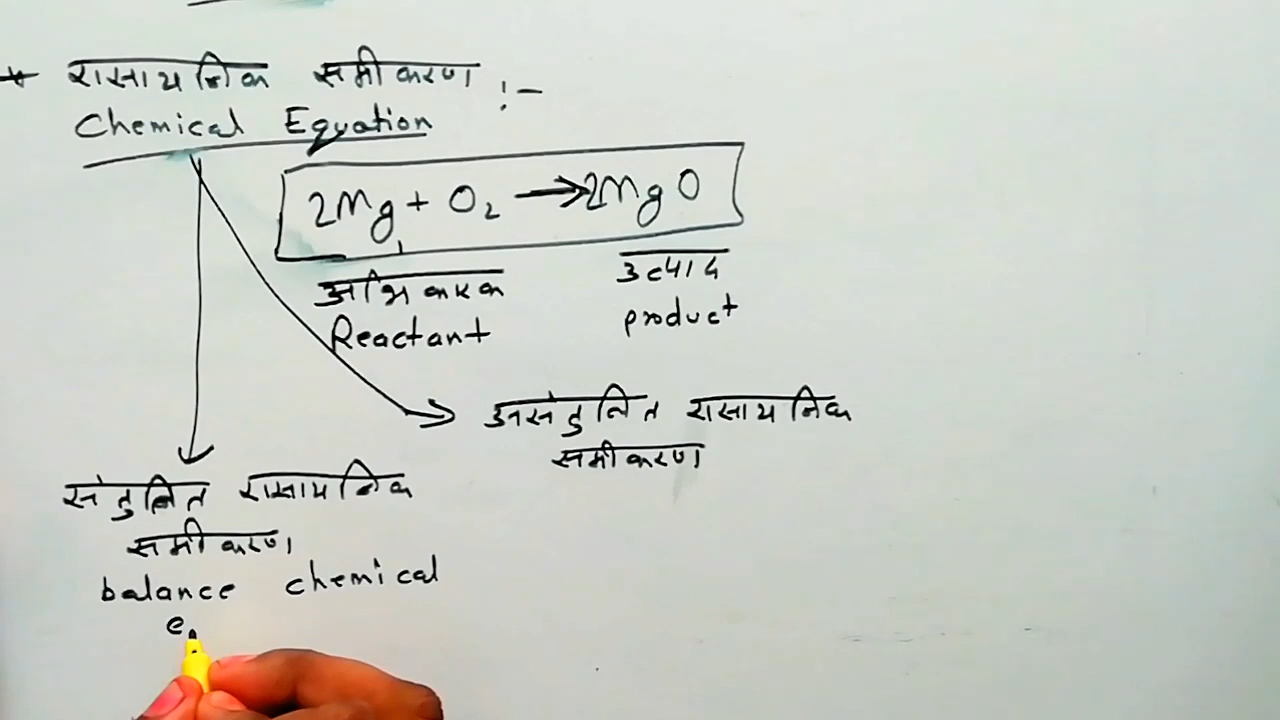 * रासायनिक समीकरण :-
Chemical Equation
2Mg + O₂ → 2MgO
अभिकारक
Reactant
उत्पाद
product
असंतुलित रासायनिक
समीकरण
संतुलित रासायनिक
समीकरण
balance chemical
e